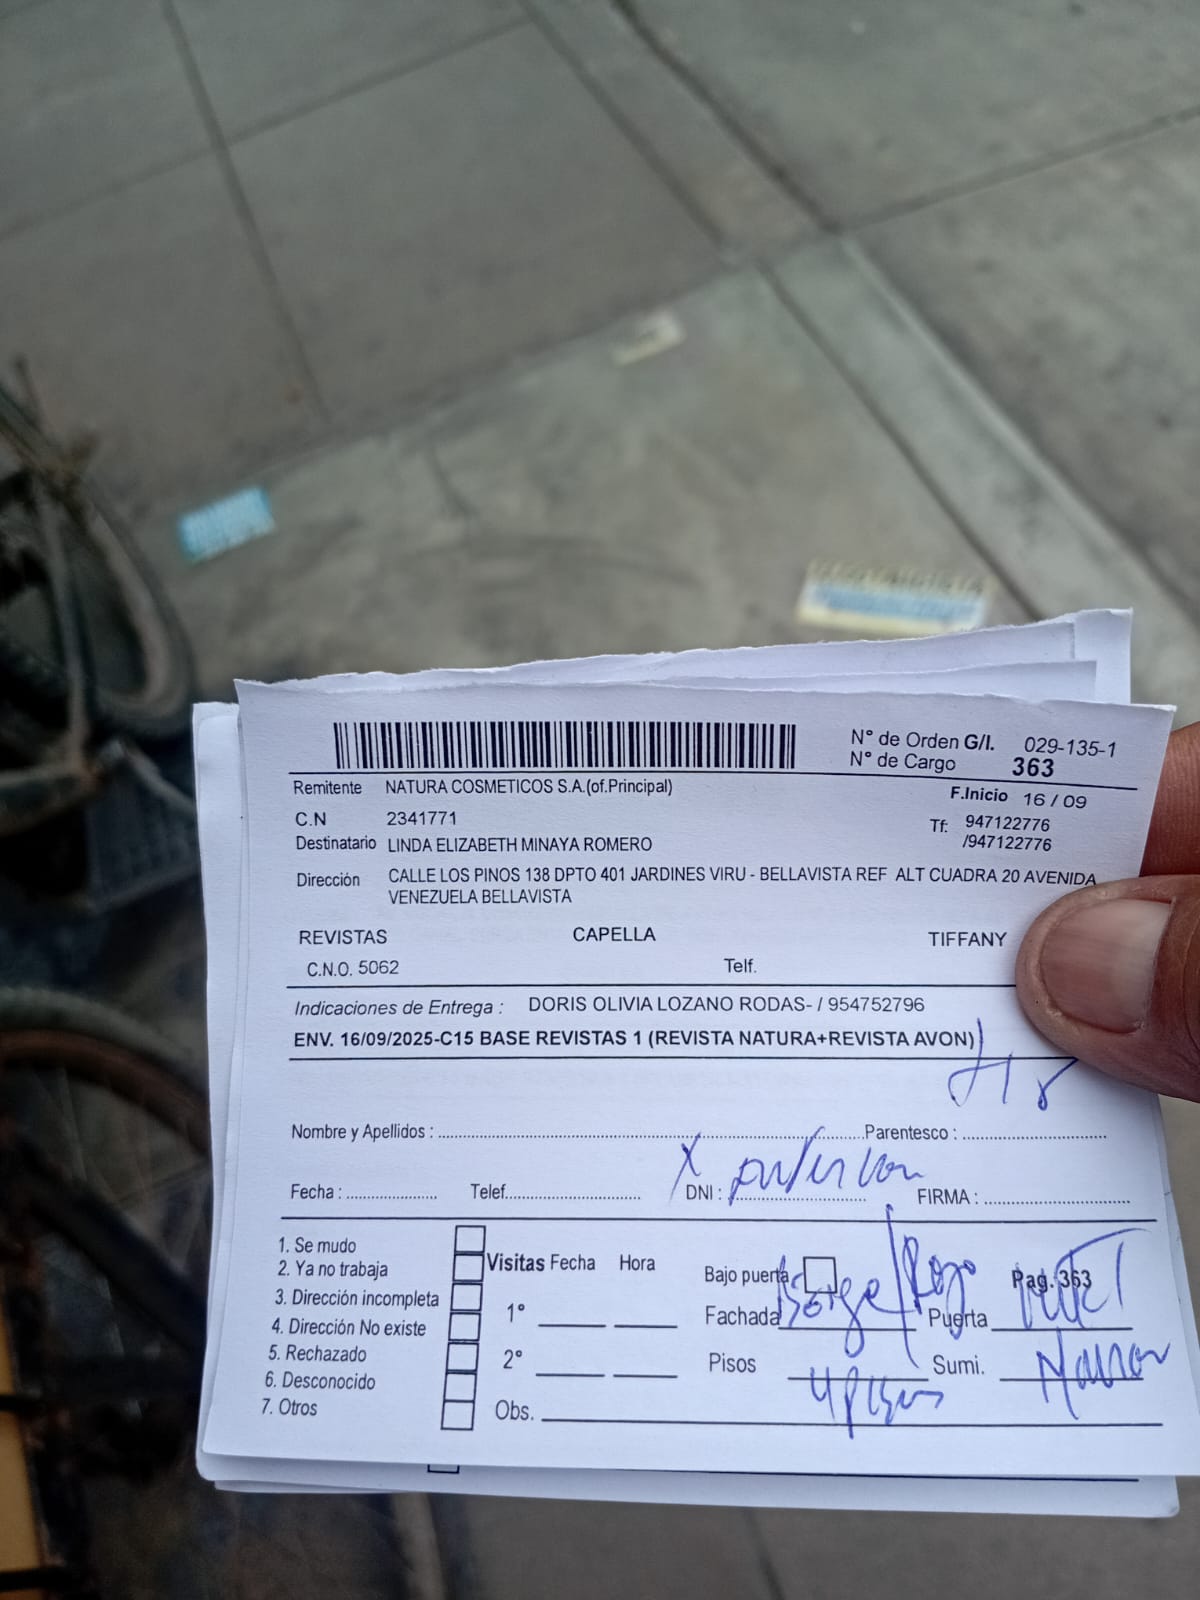 N° de Orden G/I. 029-135-1
N° de Cargo 363
Remitente NATURA COSMETICOS S.A.(of.Principal)
F.Inicio 16 / 09
C.N 2341771
Tf: 947122776
/947122776
Destinatario LINDA ELIZABETH MINAYA ROMERO
Dirección CALLE LOS PINOS 138 DPTO 401 JARDINES VIRU - BELLAVISTA REF ALT CUADRA 20 AVENIDA
VENEZUELA BELLAVISTA
REVISTAS CAPELLA TIFFANY
C.N.O. 5062 Telf.
Indicaciones de Entrega : DORIS OLIVIA LOZANO RODAS- / 954752796
ENV. 16/09/2025-C15 BASE REVISTAS 1 (REVISTA NATURA+REVISTA AVON)
Nombre y Apellidos : Parentesco :
Fecha : Telef. DNI : FIRMA :
1. Se mudo
2. Ya no trabaja
3. Dirección incompleta
4. Dirección No existe
5. Rechazado
6. Desconocido
7. Otros
Visitas Fecha Hora
1°
2°
Obs.
Bajo puerta Pag. 363
Fachada Beige/Rojo Puerta
Pisos 4 pisos Sumi.